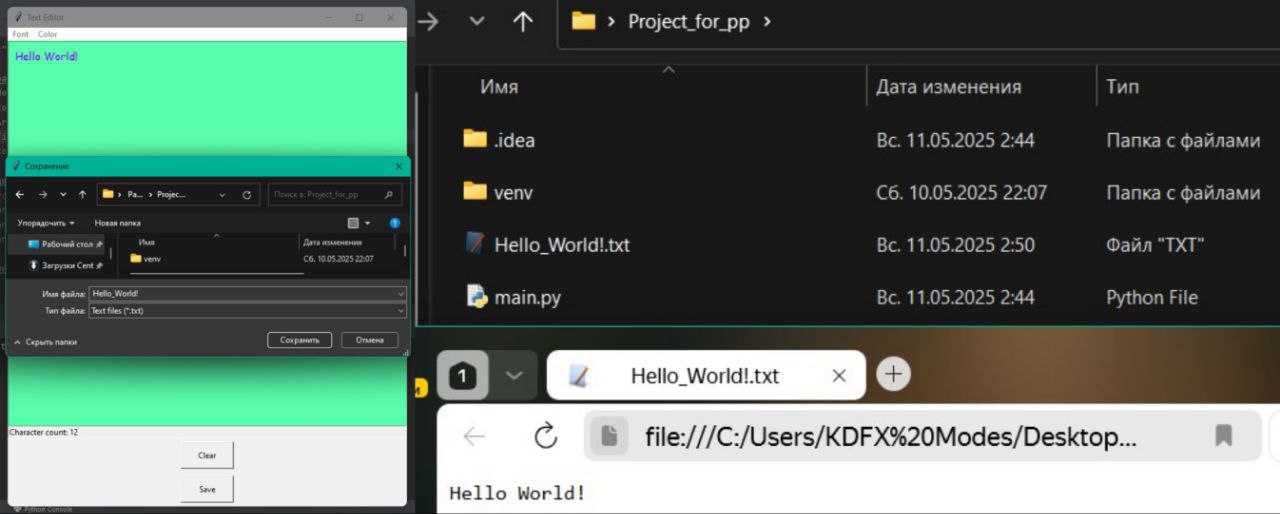 Text Editor
Font Color
Hello World!
Сохранение
Pa... Projec...
Поиск в: Project_for_pp
Упорядочить
Новая папка
Рабочий стол
Загрузки Cent
Имя
Дата изменения
venv
Сб. 10.05.2025 22:07
Имя файла: Hello_World!
Тип файла: Text files (*.txt)
Скрыть папки
Сохранить
Отмена
Character count: 12
Clear
Save
Python Console
Project_for_pp
Имя Дата изменения Тип
.idea Вс. 11.05.2025 2:44 Папка с файлами
venv Сб. 10.05.2025 22:07 Папка с файлами
Hello_World!.txt Вс. 11.05.2025 2:50 Файл "TXT"
main.py Вс. 11.05.2025 2:44 Python File
1
Hello_World!.txt
file:///C:/Users/KDFX%20Modes/Desktop...
Hello World!